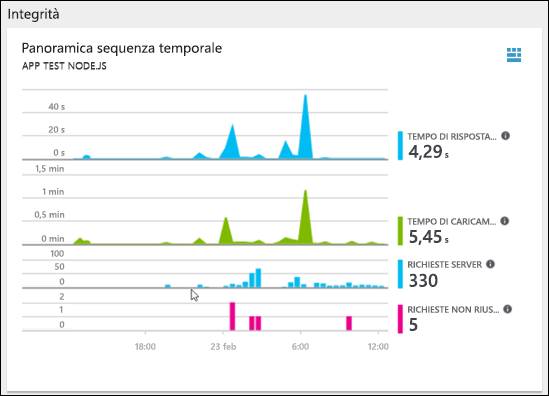 Integrità
Panoramica sequenza temporale
APP TEST NODE.JS
40 s
20 s
0 s
TEMPO DI RISPOSTA...
4,29 s
1,5 min
1 min
0,5 min
0 min
TEMPO DI CARICAM...
5,45 s
100
50
0
RICHIESTE SERVER
330
2
1
0
RICHIESTE NON RIUS...
5
18:00
23 feb
6:00
12:00